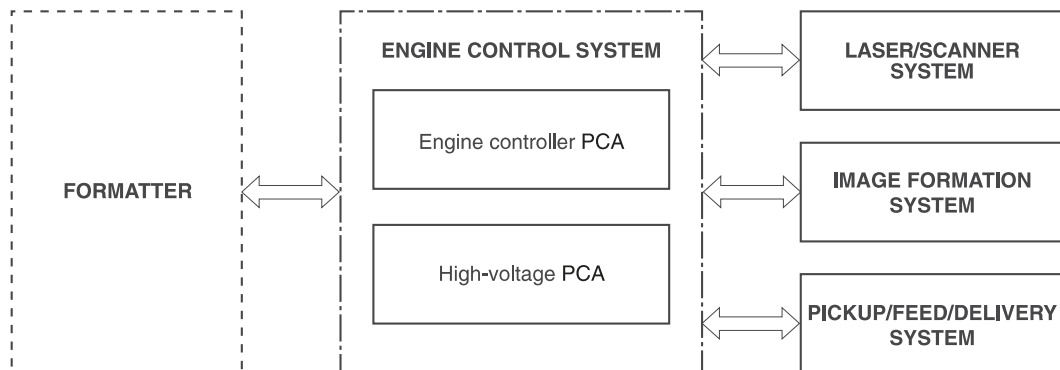 FORMATTER
ENGINE CONTROL SYSTEM
Engine controller PCA
High-voltage PCA
LASER/SCANNER
SYSTEM
IMAGE FORMATION
SYSTEM
PICKUP/FEED/DELIVERY
SYSTEM